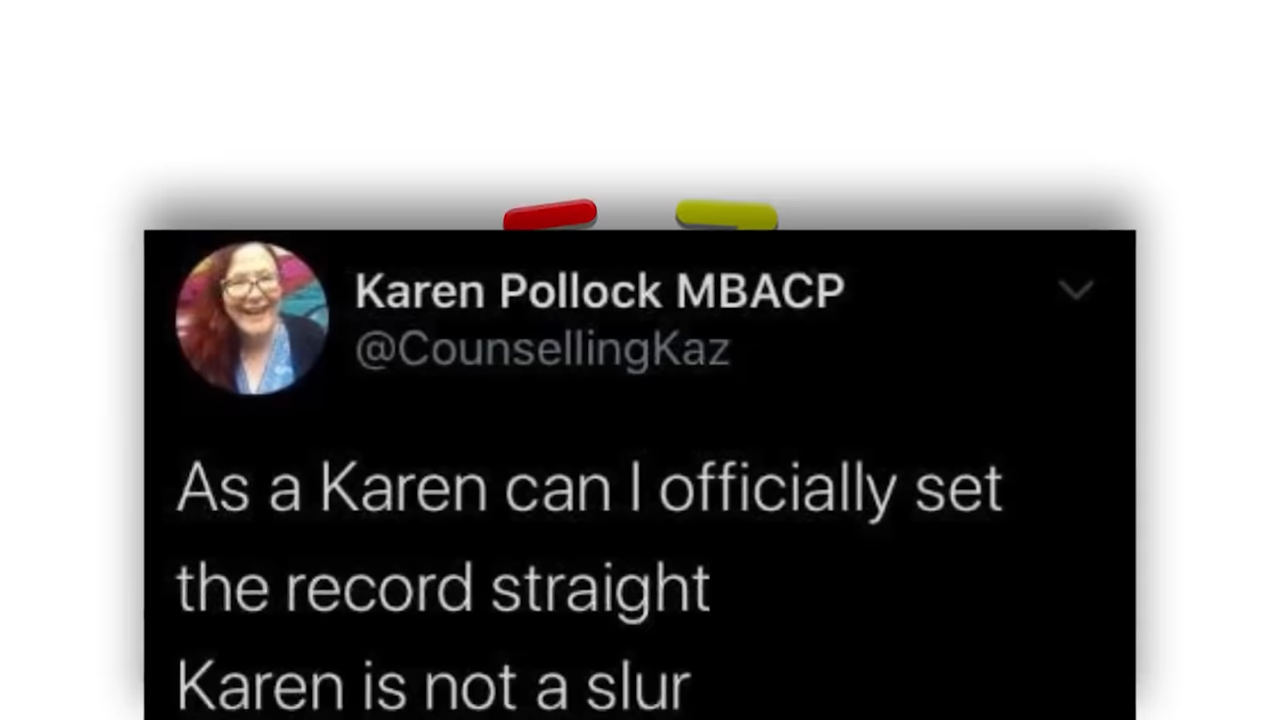 Karen Pollock MBACP
@CounsellingKaz
As a Karen can I officially set
the record straight
Karen is not a slur